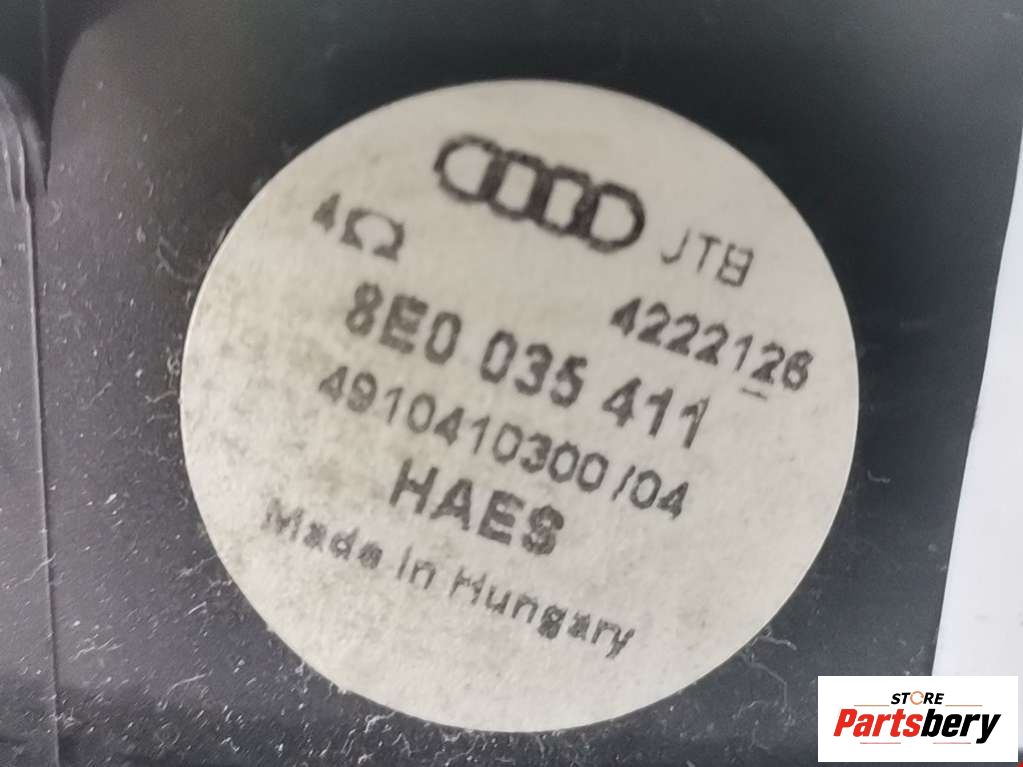 JTB
4Ω
4222126
8E0 035 411
4910410300/04
HAES
Made in Hungary
STORE
Partsbery